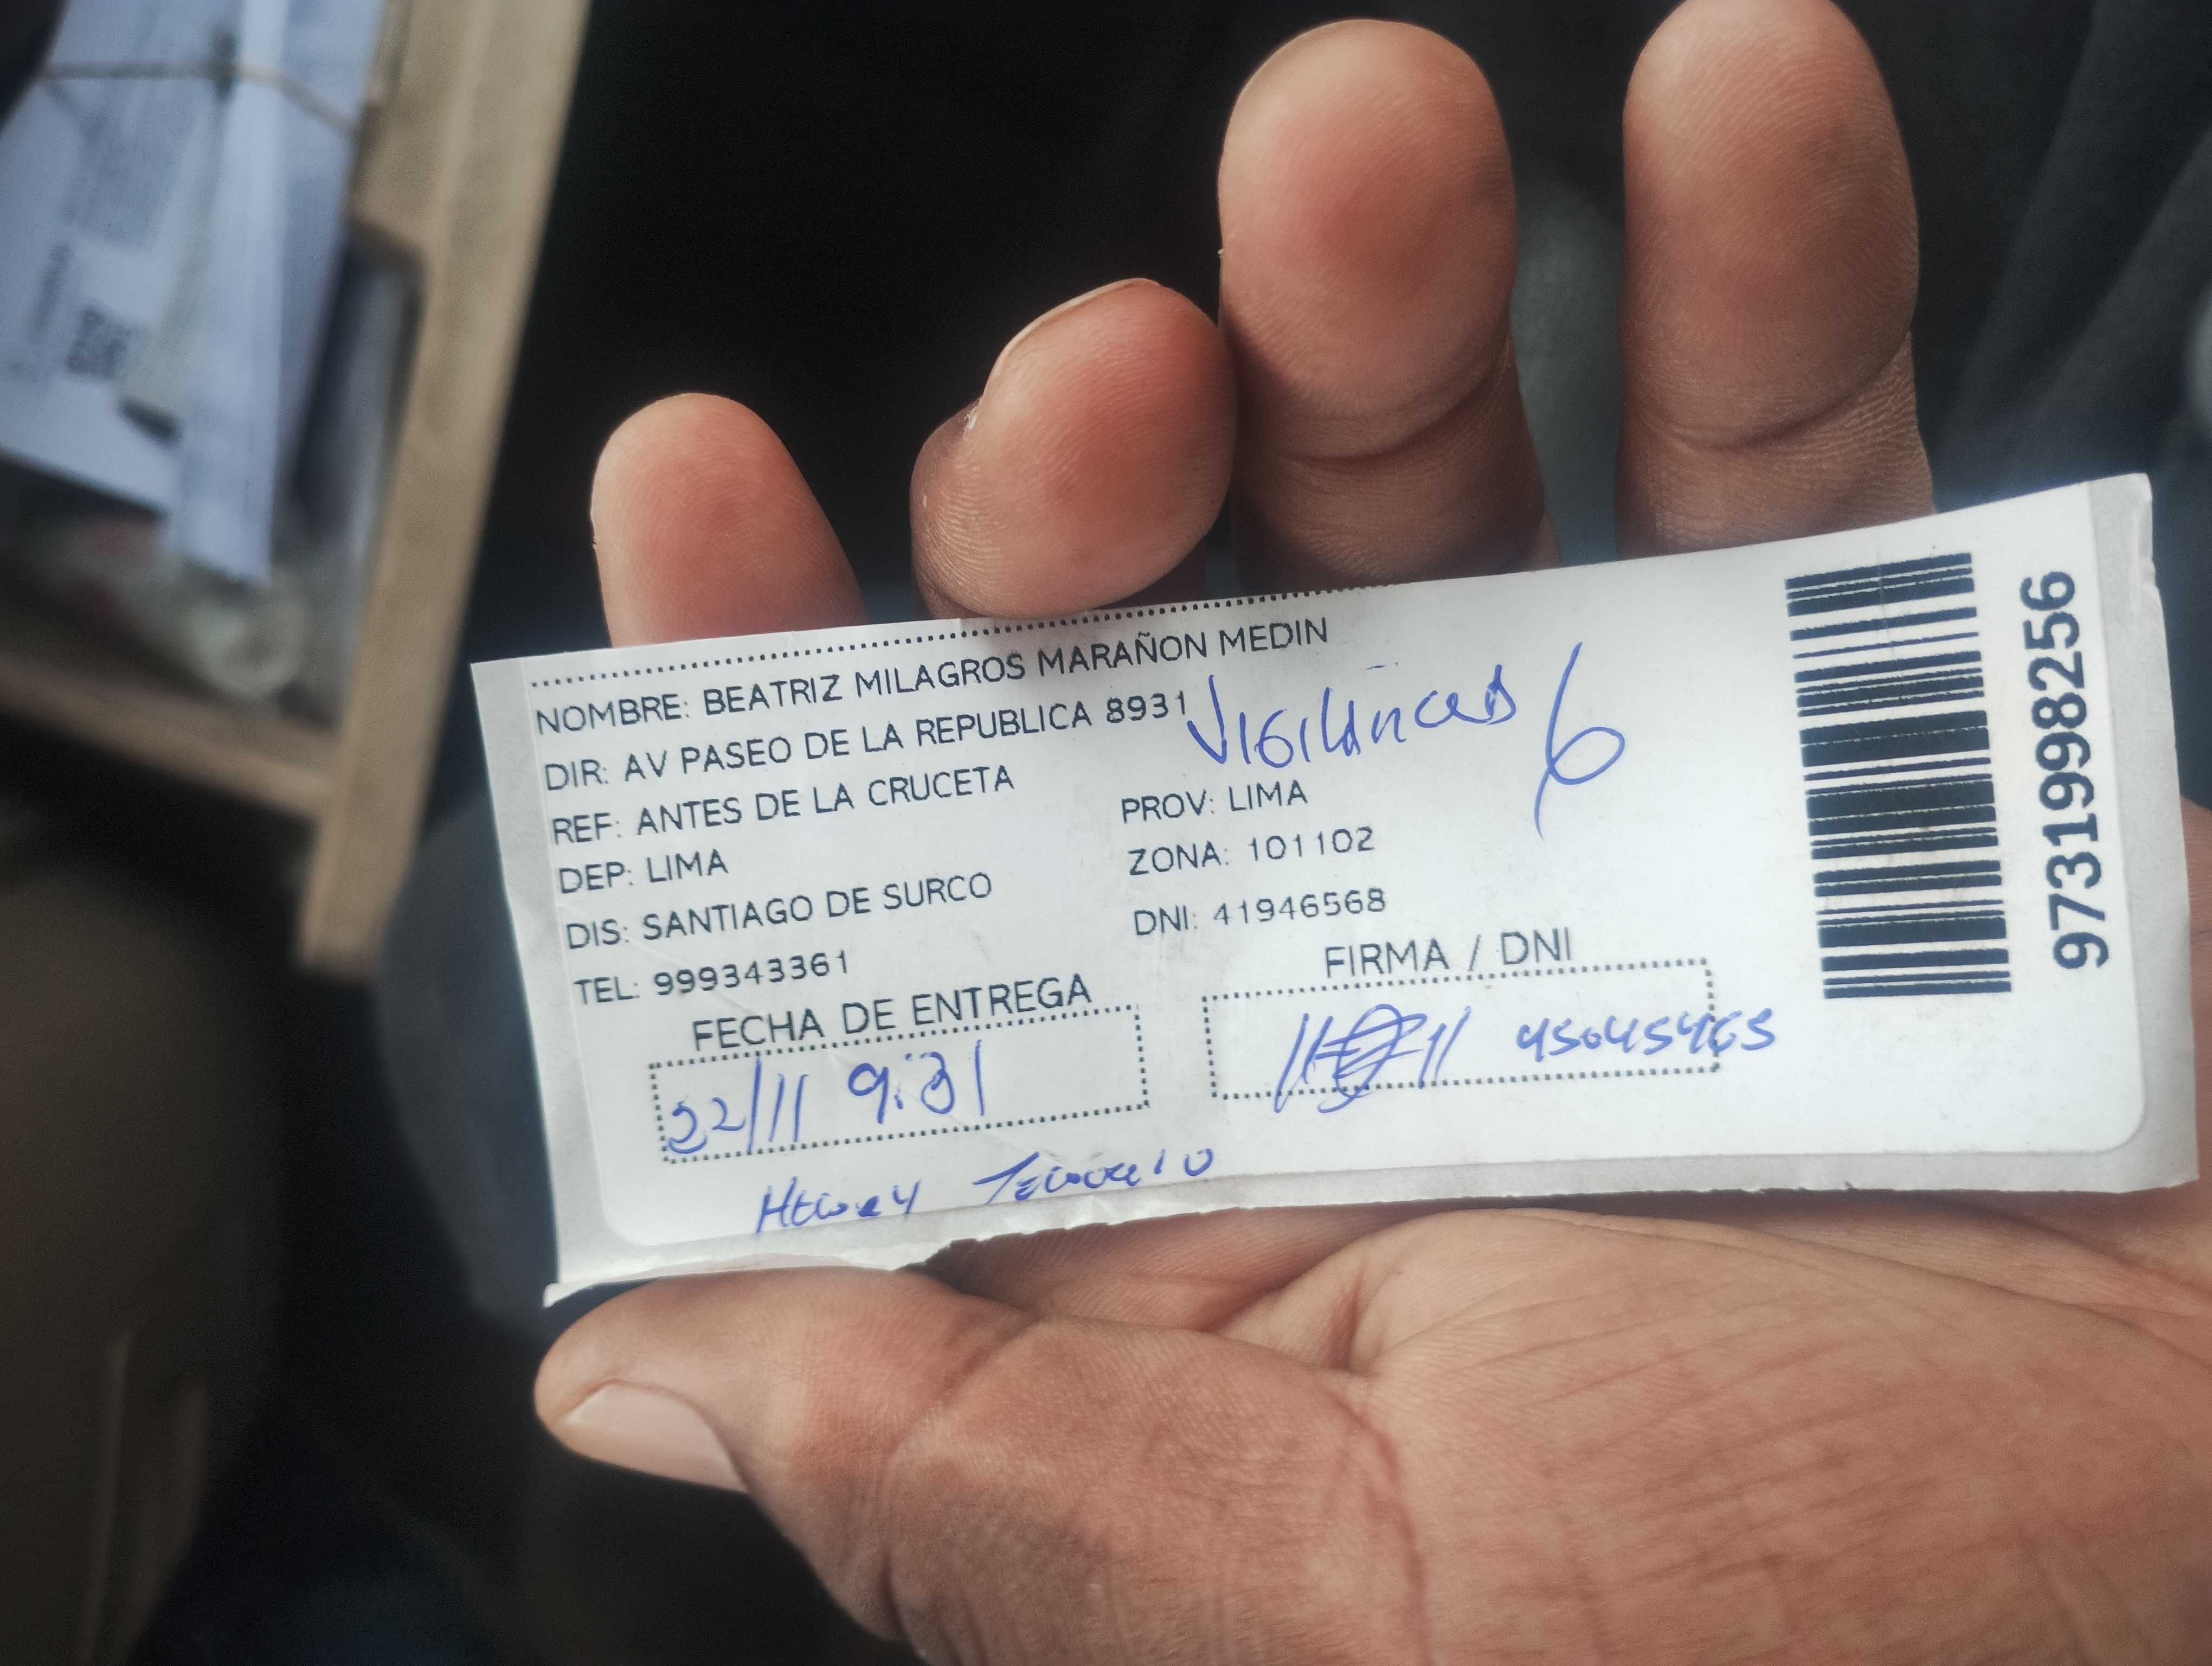 NOMBRE: BEATRIZ MILAGROS MARAÑON MEDIN
DIR: AV PASEO DE LA REPUBLICA 8931
Vigilancia
REF: ANTES DE LA CRUCETA
DEP: LIMA
PROV: LIMA
ZONA: 101102
DIS: SANTIAGO DE SURCO
DNI: 41946568
TEL: 999343361
FECHA DE ENTREGA
FIRMA / DNI
22/11 9:31
45645465
9731998256